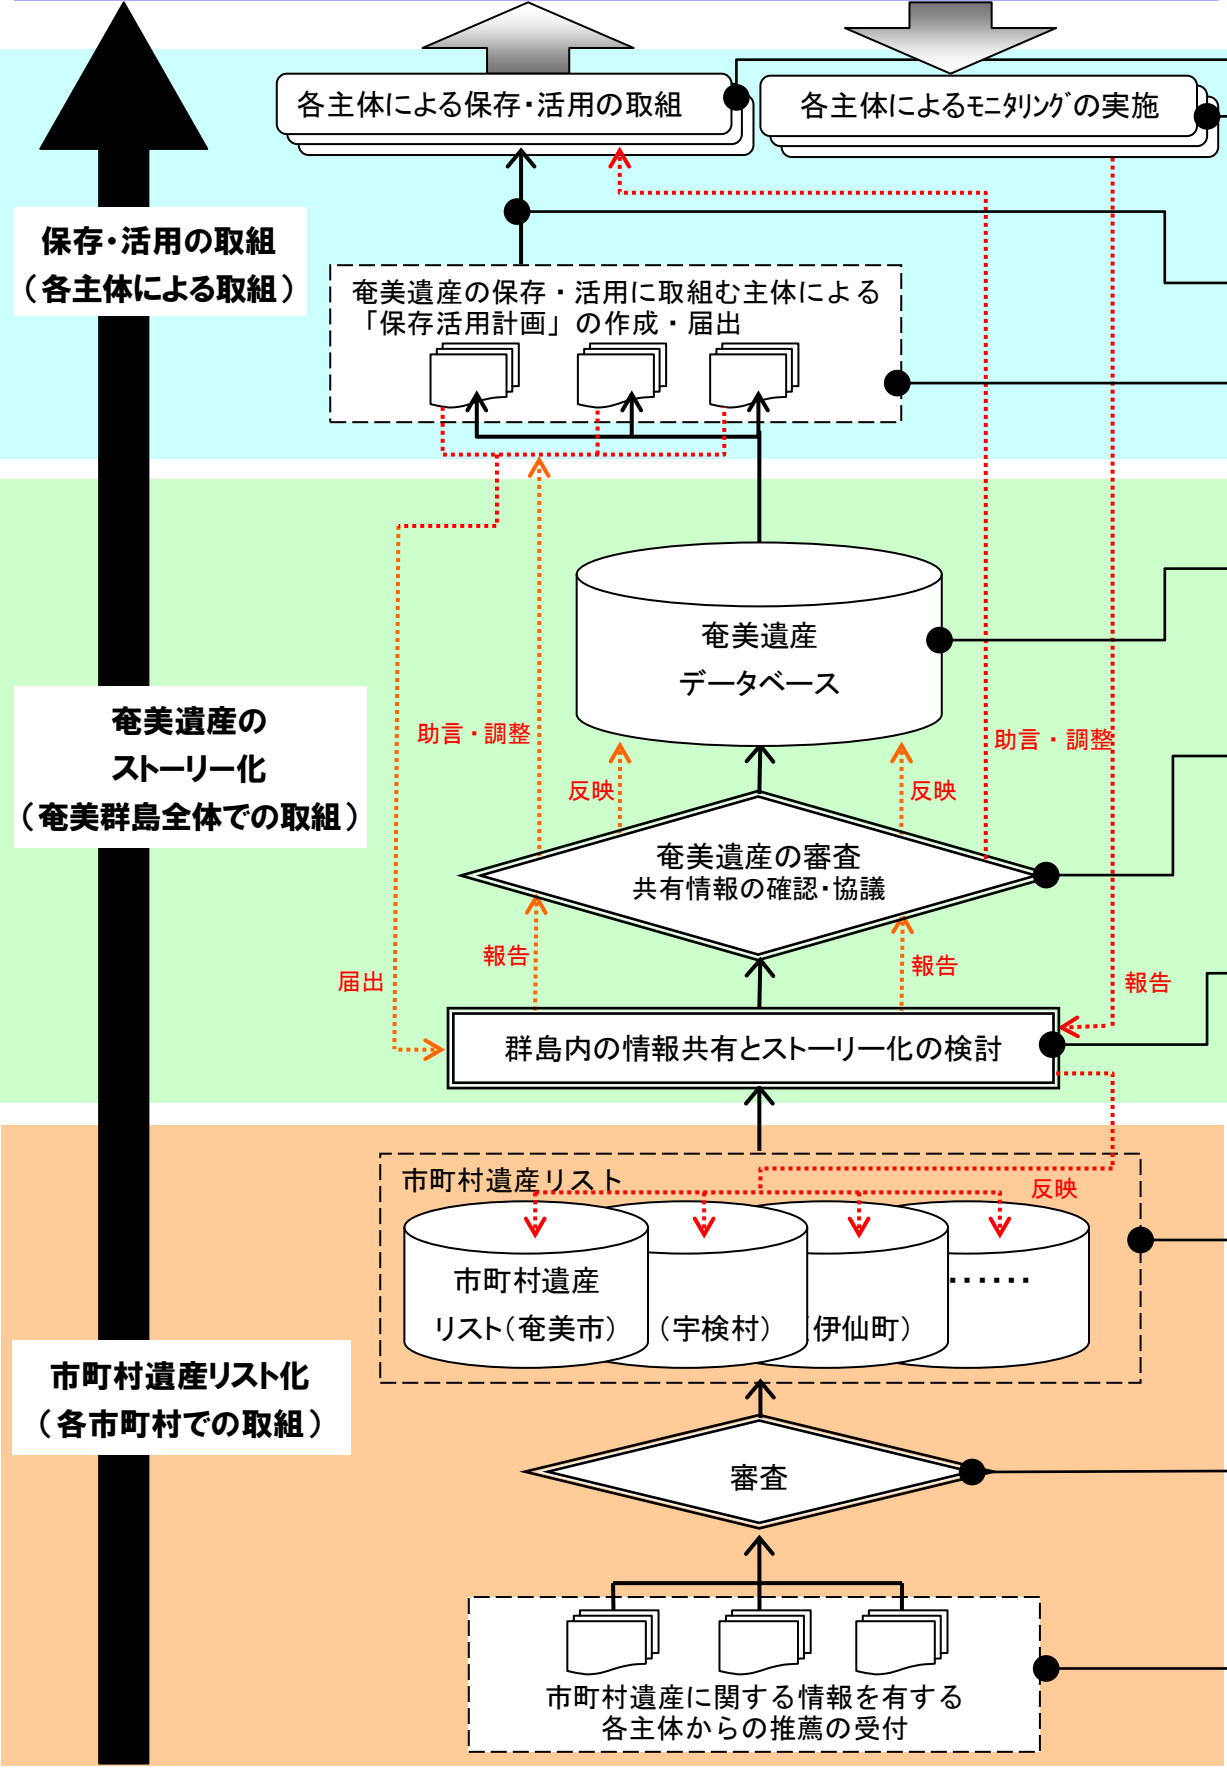 各主体による保存・活用の取組
各主体によるﾓﾆﾀﾘﾝｸﾞの実施
保存・活用の取組
（各主体による取組）
奄美遺産の保存・活用に取組む主体による
「保存活用計画」の作成・届出
奄美遺産
データベース
奄美遺産の
ストーリー化
（奄美群島全体での取組）
助言・調整
助言・調整
反映
反映
奄美遺産の審査
共有情報の確認・協議
報告
報告
届出
報告
群島内の情報共有とストーリー化の検討
市町村遺産リスト
反映
市町村遺産
リスト（奄美市）
（宇検村）
伊仙町）
・・・・・・
市町村遺産リスト化
（各市町村での取組）
審査
市町村遺産に関する情報を有する
各主体からの推薦の受付